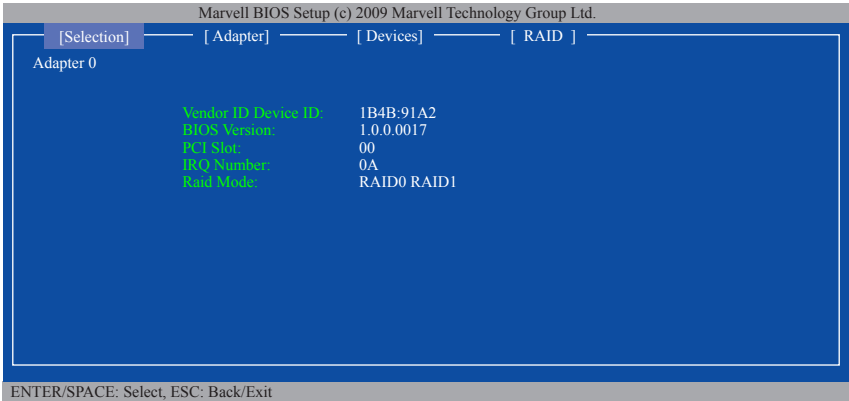 Marvell BIOS Setup (c) 2009 Marvell Technology Group Ltd.
[Selection] [ Adapter] [ Devices] [ RAID ]
Adapter 0
Vendor ID Device ID: 1B4B:91A2
BIOS Version: 1.0.0.0017
PCI Slot: 00
IRQ Number: 0A
Raid Mode: RAID0 RAID1
ENTER/SPACE: Select, ESC: Back/Exit